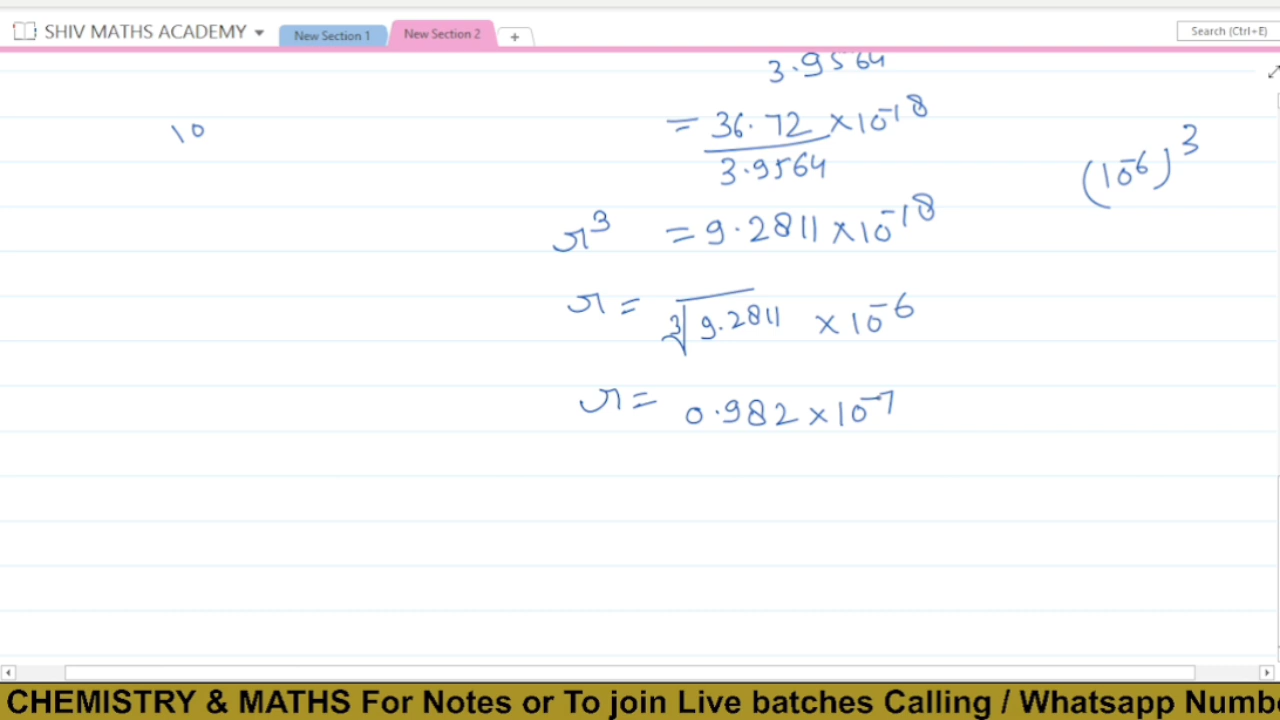 SHIV MATHS ACADEMY
New Section 1
New Section 2
+
Search (Ctrl+E)
3.9564
10
= 36.72 × 10⁻¹⁸
3.9564
(10⁻⁶)³
r³ = 9.2811 × 10⁻¹⁸
r = ∛9.2811 × 10⁻⁶
r = 0.982 × 10⁻⁷
CHEMISTRY & MATHS For Notes or To join Live batches Calling / Whatsapp Numb